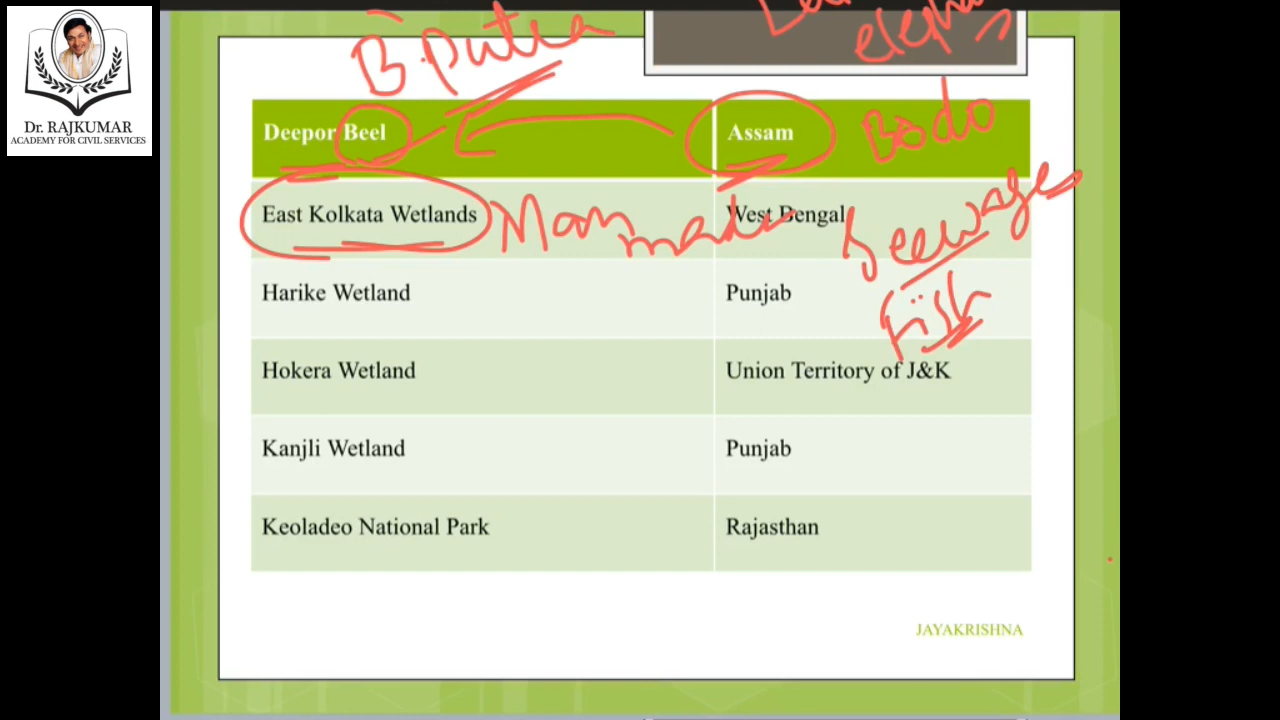 Dr. RAJKUMAR
ACADEMY FOR CIVIL SERVICES
B.putra
Deepor Beel Assam Bodo
East Kolkata Wetlands Man made West Bengal Seewage
Fish
Harike Wetland Punjab
Hokera Wetland Union Territory of J&K
Kanjli Wetland Punjab
Keoladeo National Park Rajasthan
JAYAKRISHNA